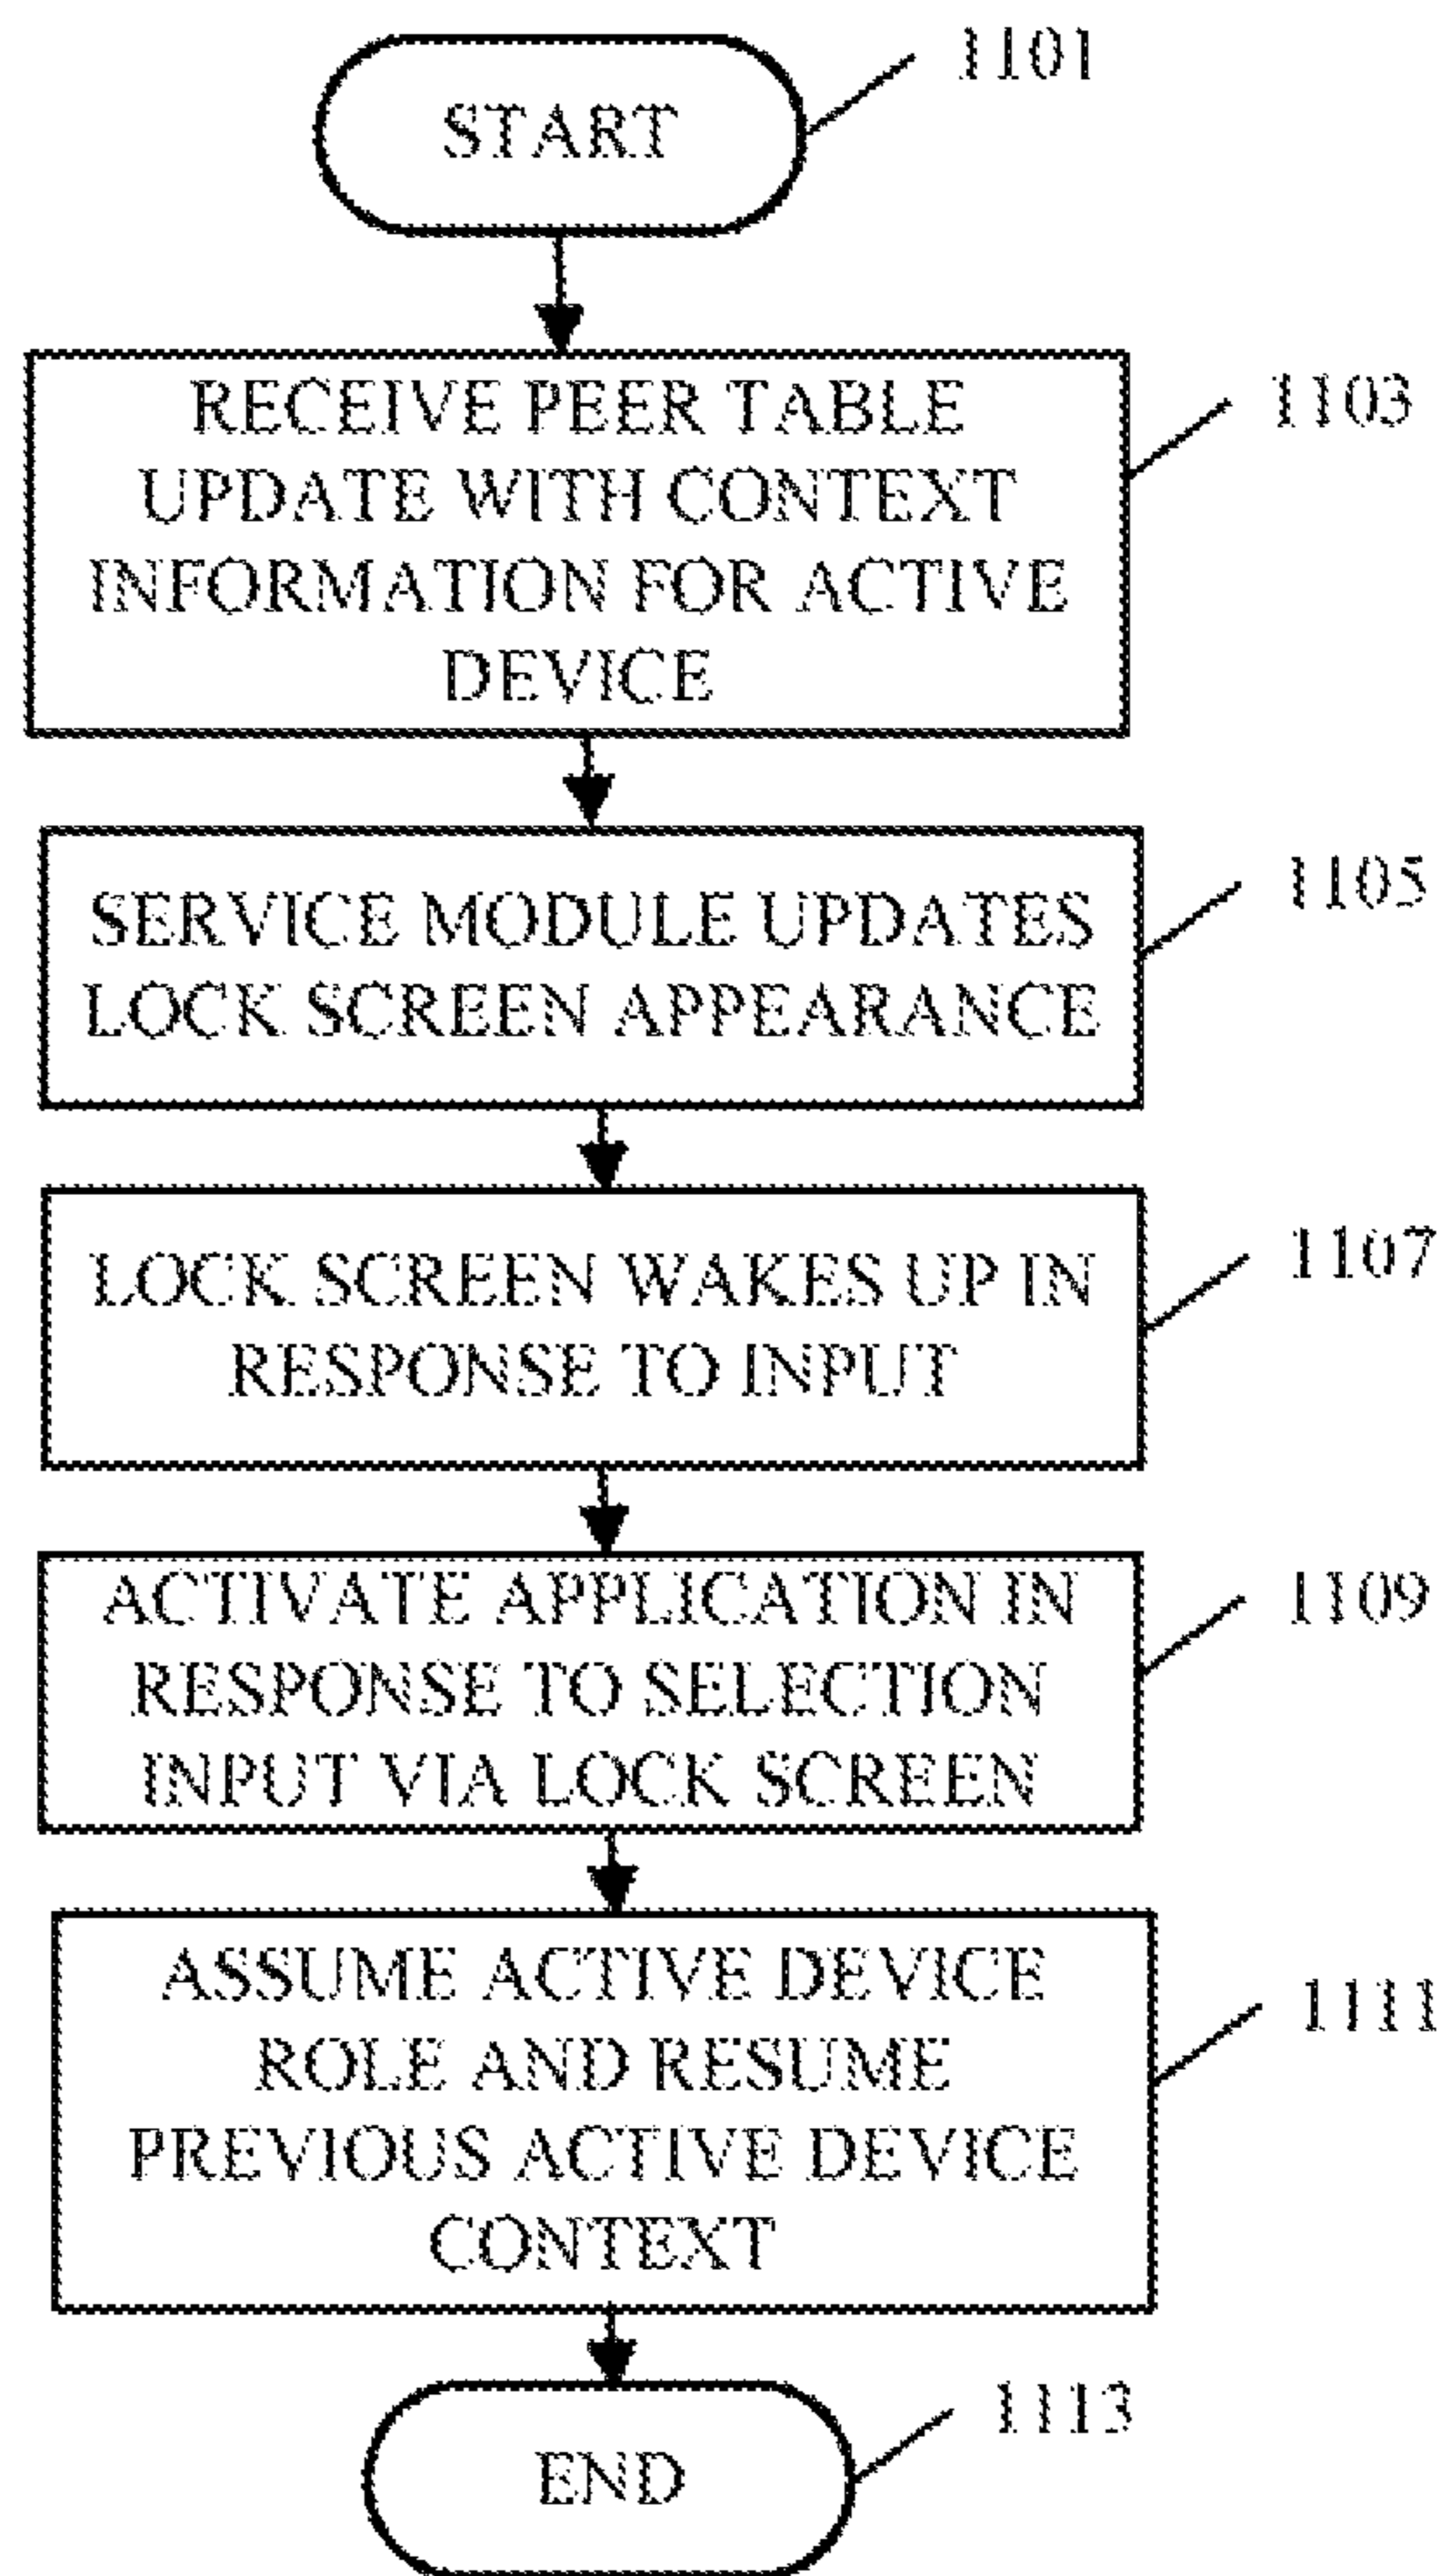 START
1101
RECEIVE PEER TABLE
UPDATE WITH CONTEXT
INFORMATION FOR ACTIVE
DEVICE
1103
SERVICE MODULE UPDATES
LOCK SCREEN APPEARANCE
1105
LOCK SCREEN WAKES UP IN
RESPONSE TO INPUT
1107
ACTIVATE APPLICATION IN
RESPONSE TO SELECTION
INPUT VIA LOCK SCREEN
1109
ASSUME ACTIVE DEVICE
ROLE AND RESUME
PREVIOUS ACTIVE DEVICE
CONTEXT
1111
END
1113